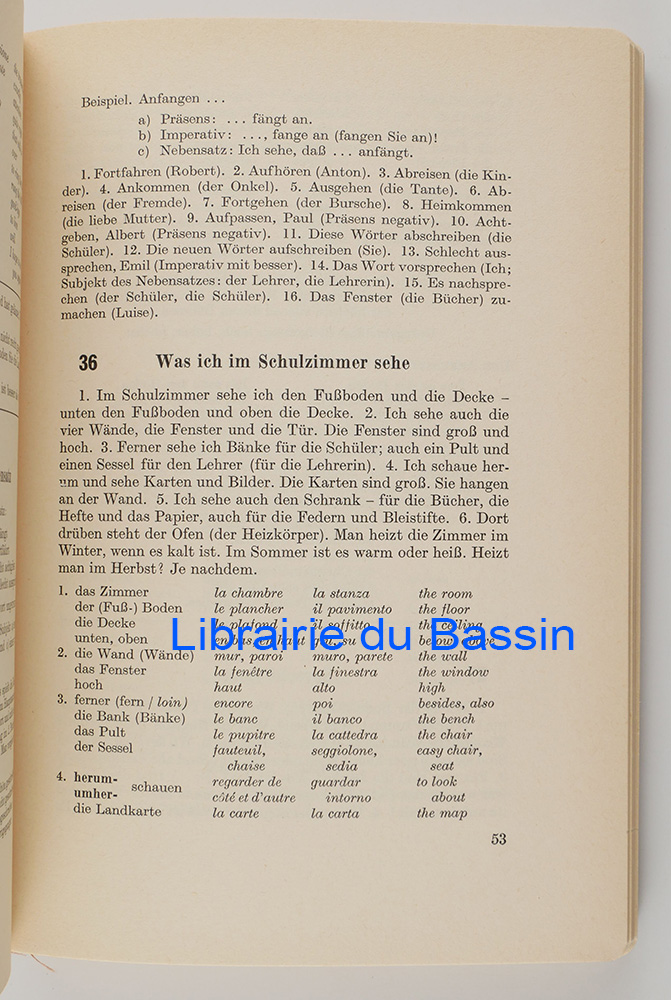 Beispiel. Anfangen ...
a) Präsens: ... fängt an.
b) Imperativ: ..., fange an (fangen Sie an)!
c) Nebensatz: Ich sehe, daß ... anfängt.
1. Fortfahren (Robert). 2. Aufhören (Anton). 3. Abreisen (die Kin-
der). 4. Ankommen (der Onkel). 5. Ausgehen (die Tante). 6. Ab-
reisen (der Fremde). 7. Fortgehen (der Bursche). 8. Heimkommen
(die liebe Mutter). 9. Aufpassen, Paul (Präsens negativ). 10. Acht-
geben, Albert (Präsens negativ). 11. Diese Wörter abschreiben (die
Schüler). 12. Die neuen Wörter aufschreiben (Sie). 13. Schlecht aus-
sprechen, Emil (Imperativ mit besser). 14. Das Wort vorsprechen (Ich;
Subjekt des Nebensatzes: der Lehrer, die Lehrerin). 15. Es nachspre-
chen (der Schüler, die Schüler). 16. Das Fenster (die Bücher) zu-
machen (Luise).
36 Was ich im Schulzimmer sehe
1. Im Schulzimmer sehe ich den Fußboden und die Decke –
unten den Fußboden und oben die Decke. 2. Ich sehe auch die
vier Wände, die Fenster und die Tür. Die Fenster sind groß und
hoch. 3. Ferner sehe ich Bänke für die Schüler; auch ein Pult und
einen Sessel für den Lehrer (für die Lehrerin). 4. Ich schaue her-
um und sehe Karten und Bilder. Die Karten sind groß. Sie hangen
an der Wand. 5. Ich sehe auch den Schrank – für die Bücher, die
Hefte und das Papier, auch für die Federn und Bleistifte. 6. Dort
drüben steht der Ofen (der Heizkörper). Man heizt die Zimmer im
Winter, wenn es kalt ist. Im Sommer ist es warm oder heiß. Heizt
man im Herbst? Je nachdem.
1. das Zimmer la chambre la stanza the room
der (Fuß-) Boden le plancher il pavimento the floor
die Decke le plafond il soffitto the ceiling
unten, oben en bas, en haut giù, su below, above
Librairie du Bassin
2. die Wand (Wände) mur, paroi muro, parete the wall
das Fenster la fenêtre la finestra the window
hoch haut alto high
3. ferner (fern / loin) encore poi besides, also
die Bank (Bänke) le banc il banco the bench
das Pult le pupitre la cattedra the chair
der Sessel fauteuil, seggiolone, easy chair,
chaise sedia seat
4. herum- regarder de guardar to look
schauen
umher- côté et d'autre intorno about
die Landkarte la carte la carta the map
53